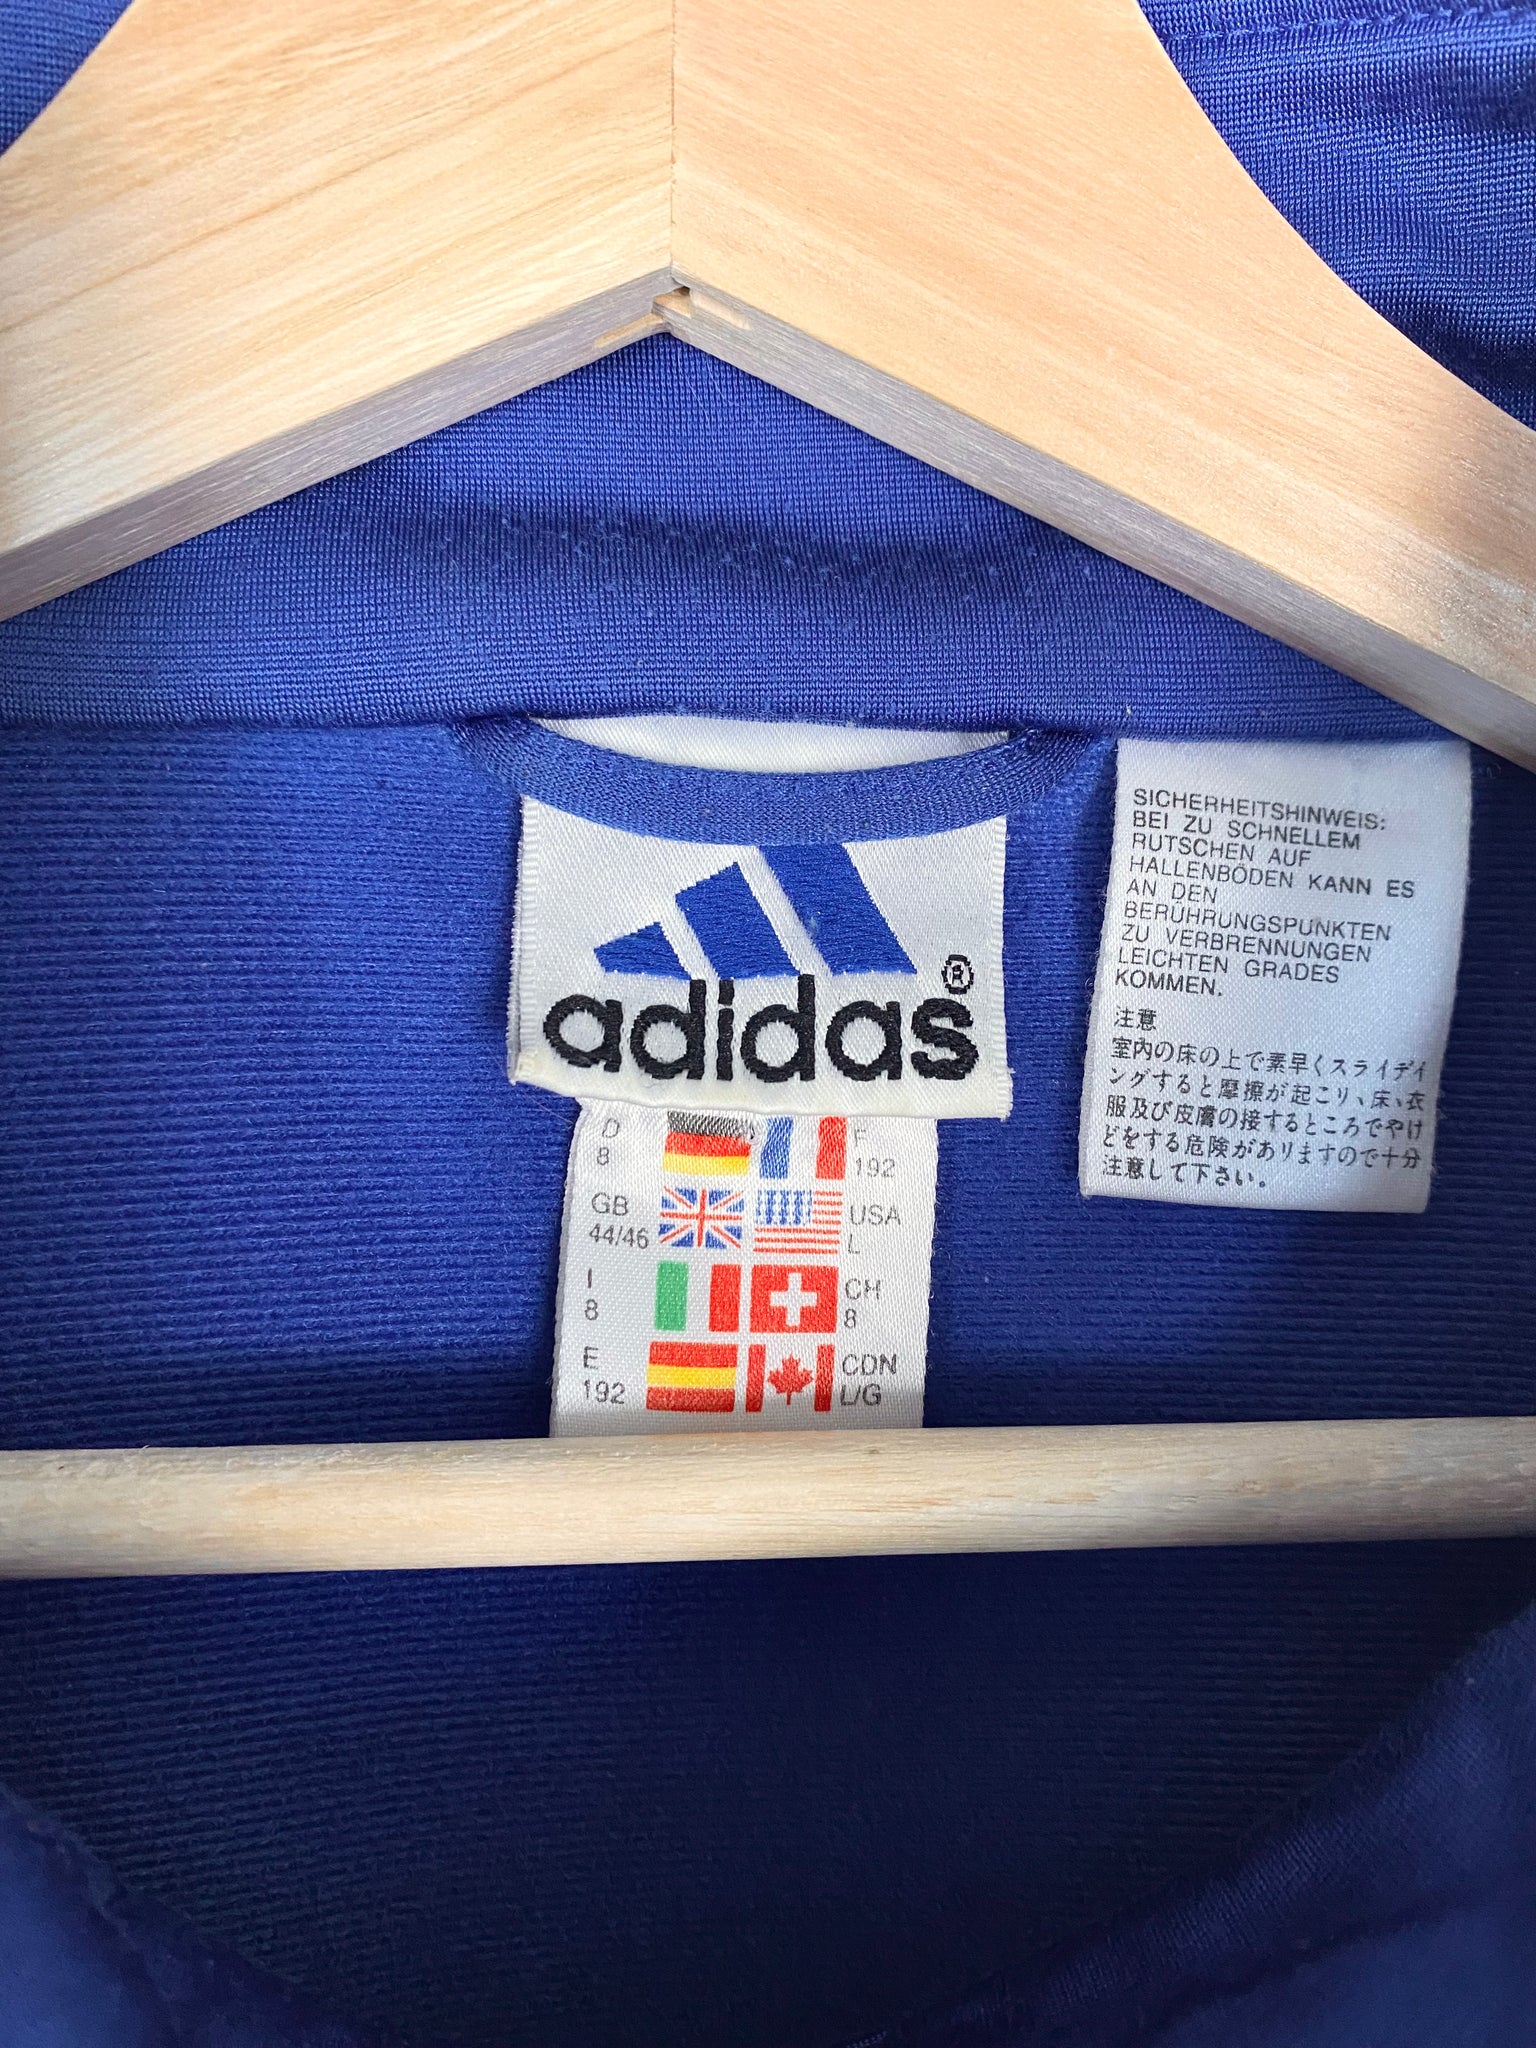 adidas®
D
8
F
192
GB
44/46
USA
L
I
8
CH
8
E
192
CDN
L/G
SICHERHEITSHINWEIS:
BEI ZU SCHNELLEM
RUTSCHEN AUF
HALLENBÖDEN KANN ES
AN DEN
BERÜHRUNGSPUNKTEN
ZU VERBRENNUNGEN
LEICHTEN GRADES
KOMMEN.
注意
室内の床の上で素早くスライディ
ングすると摩擦が起こり、床、衣
服及び皮膚の接するところでやけ
どをする危険がありますので十分
注意して下さい。